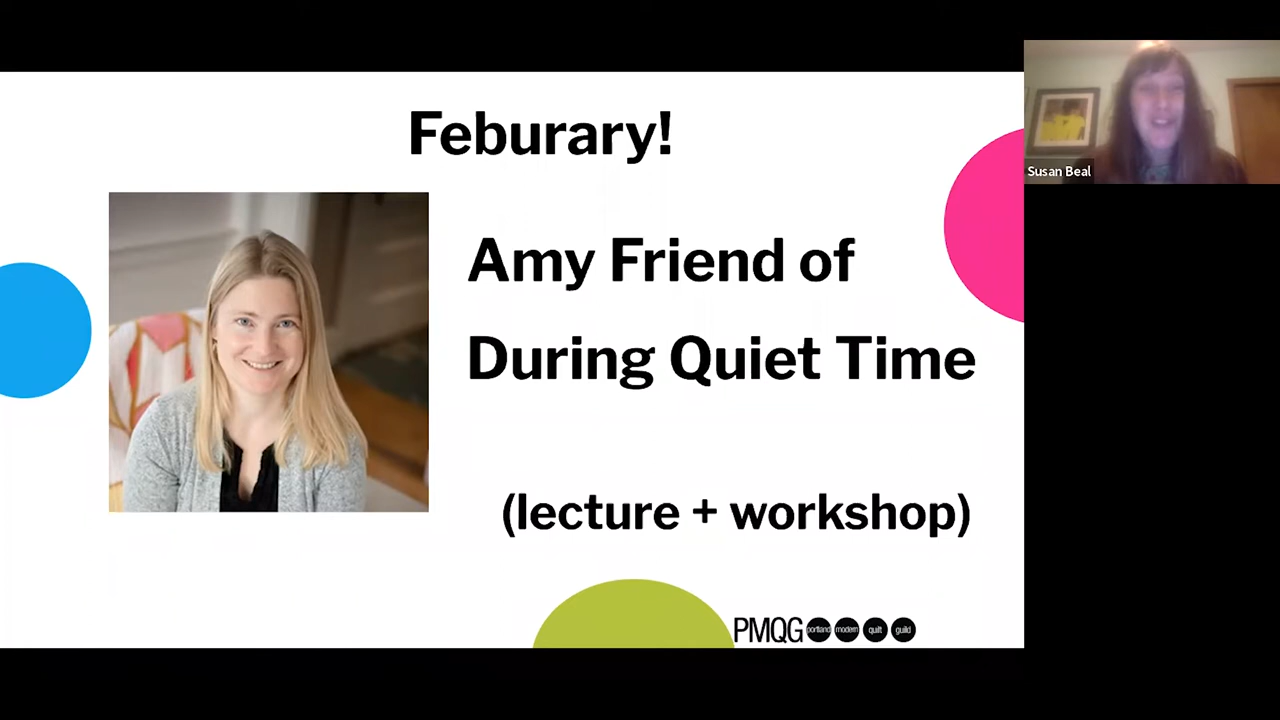 Feburary!
Susan Beal
Amy Friend of
During Quiet Time
(lecture + workshop)
PMQG portland modern quilt guild